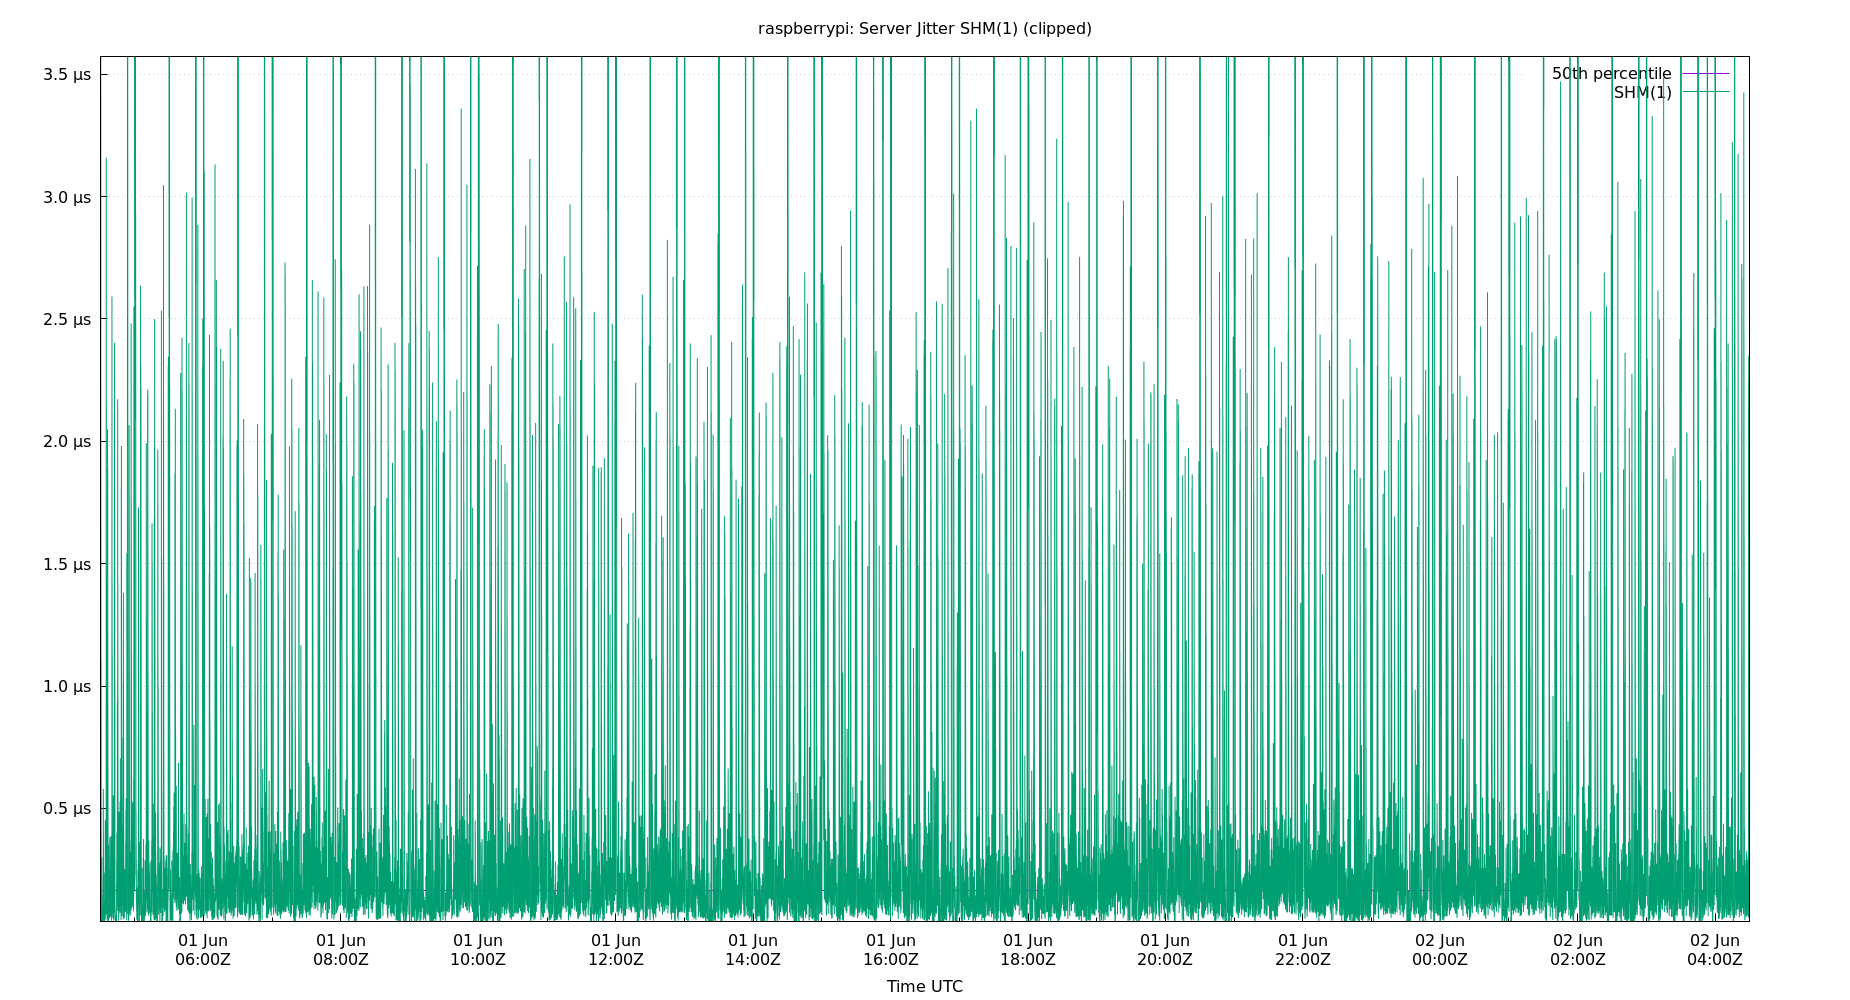 raspberrypi: Server Jitter SHM(1) (clipped)
3.5 µs
3.0 µs
2.5 µs
2.0 µs
1.5 µs
1.0 µs
0.5 µs
50th percentile
SHM(1)
01 Jun 01 Jun 01 Jun 01 Jun 01 Jun 01 Jun 01 Jun 01 Jun 01 Jun 02 Jun 02 Jun 02 Jun
06:00Z 08:00Z 10:00Z 12:00Z 14:00Z 16:00Z 18:00Z 20:00Z 22:00Z 00:00Z 02:00Z 04:00Z
Time UTC